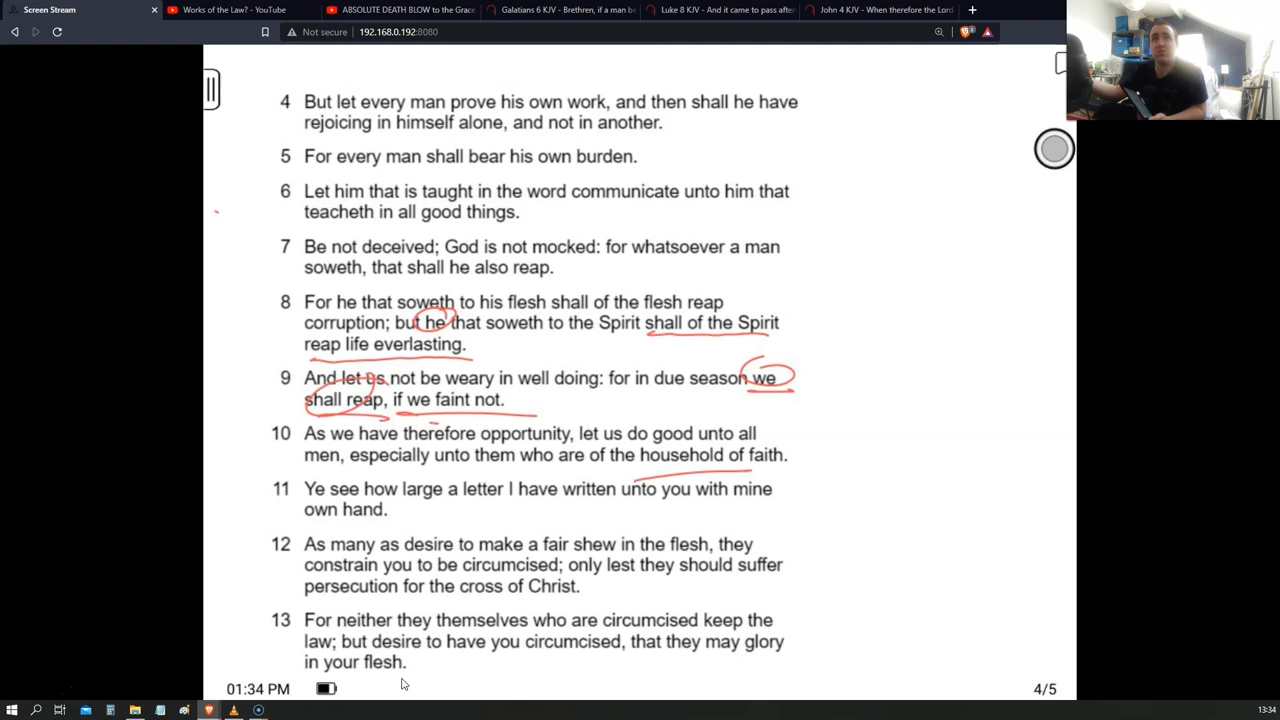 Screen Stream
Works of the Law? - YouTube
ABSOLUTE DEATH BLOW to the Grace
Galatians 6 KJV - Brethren, if a man be
Luke 8 KJV - And it came to pass after
John 4 KJV - When therefore the Lord
Not secure
192.168.0.192:8080
4 But let every man prove his own work, and then shall he have
rejoicing in himself alone, and not in another.
5 For every man shall bear his own burden.
6 Let him that is taught in the word communicate unto him that
teacheth in all good things.
7 Be not deceived; God is not mocked: for whatsoever a man
soweth, that shall he also reap.
8 For he that soweth to his flesh shall of the flesh reap
corruption; but he that soweth to the Spirit shall of the Spirit
reap life everlasting.
9 And let us not be weary in well doing: for in due season we
shall reap, if we faint not.
10 As we have therefore opportunity, let us do good unto all
men, especially unto them who are of the household of faith.
11 Ye see how large a letter I have written unto you with mine
own hand.
12 As many as desire to make a fair shew in the flesh, they
constrain you to be circumcised; only lest they should suffer
persecution for the cross of Christ.
13 For neither they themselves who are circumcised keep the
law; but desire to have you circumcised, that they may glory
in your flesh.
01:34 PM
4/5
13:34